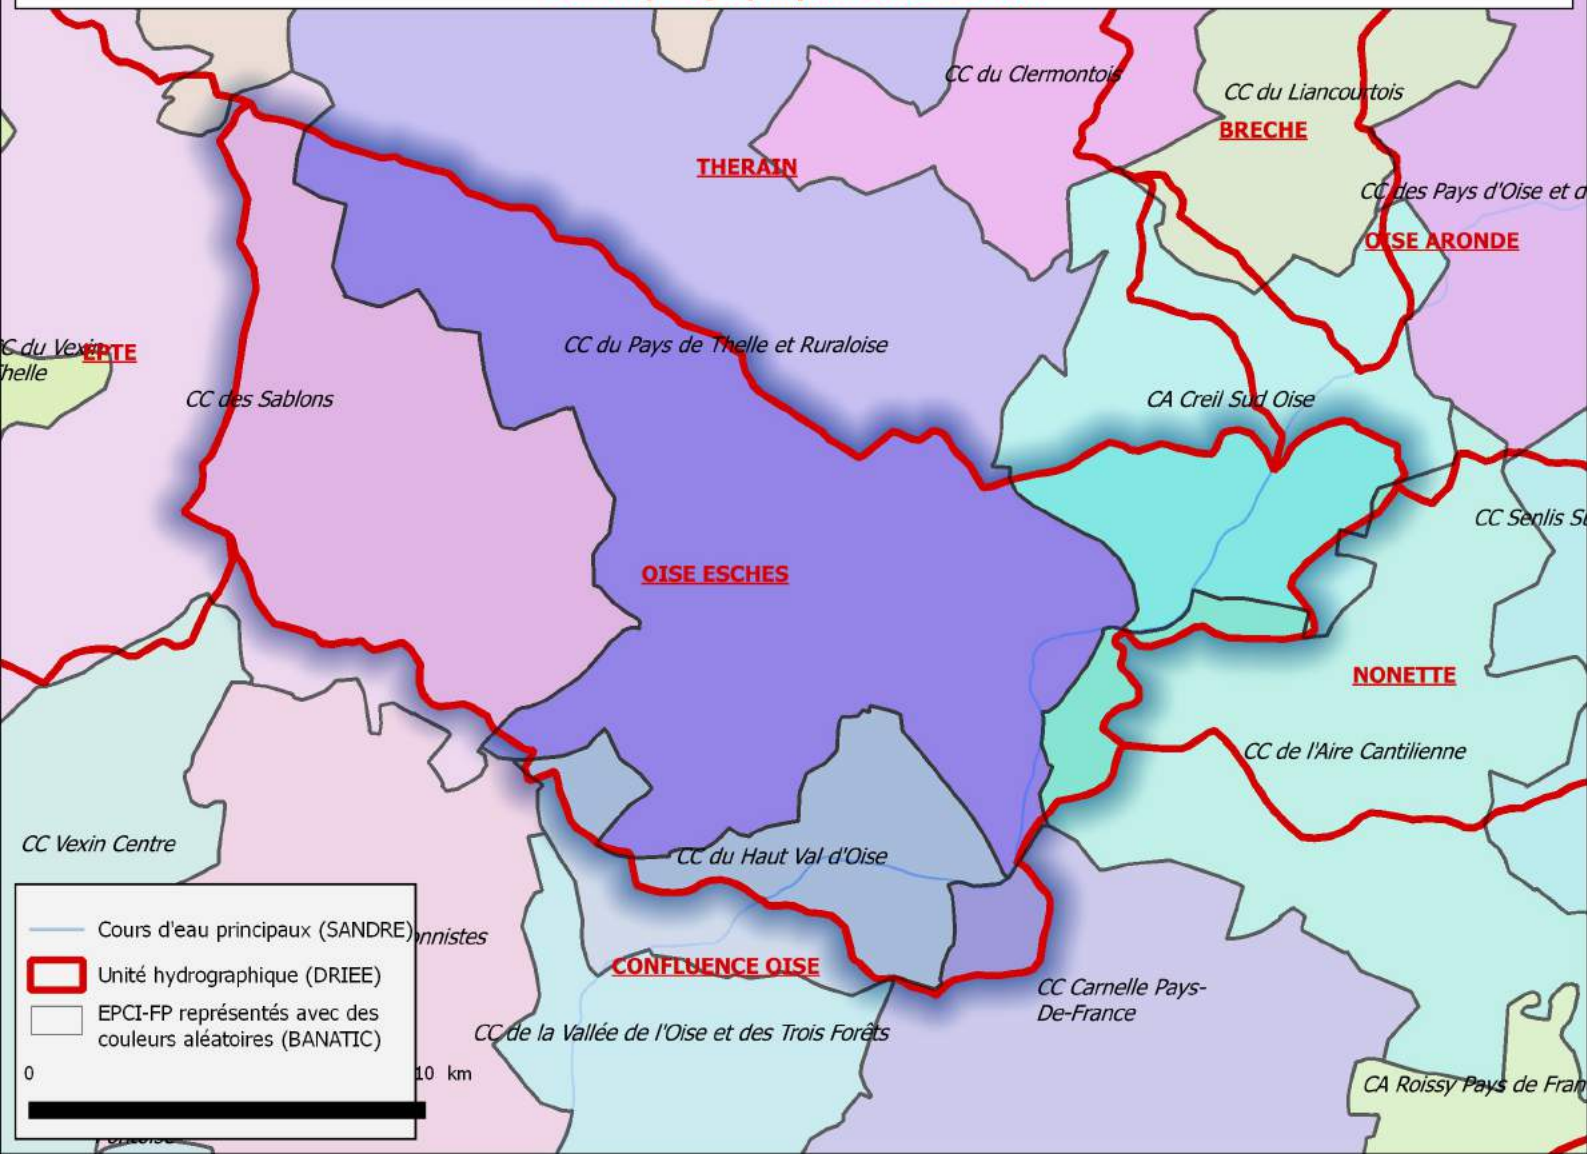 CC du Clermontois
CC du Liancourtois
BRECHE
THERAIN
CC des Pays d'Oise et d
OISE ARONDE
CC du Pays de Thelle et Ruraloise
C du Vexin
helle
EPTE
CC des Sablons
CA Creil Sud Oise
CC Senlis Su
OISE ESCHES
NONETTE
CC de l'Aire Cantilienne
CC Vexin Centre
CC du Haut Val d'Oise
onnistes
CONFLUENCE OISE
CC Carnelle Pays-
De-France
CC de la Vallée de l'Oise et des Trois Forêts
CA Roissy Pays de Fran
Cours d'eau principaux (SANDRE)
Unité hydrographique (DRIEE)
EPCI-FP représentés avec des
couleurs aléatoires (BANATIC)
0 10 km